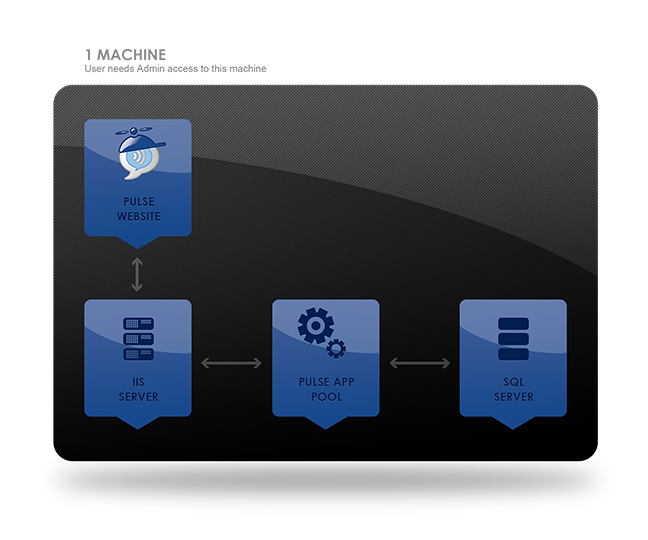 1 MACHINE
User needs Admin access to this machine
PULSE
WEBSITE
IIS
SERVER
PULSE APP
POOL
SQL
SERVER